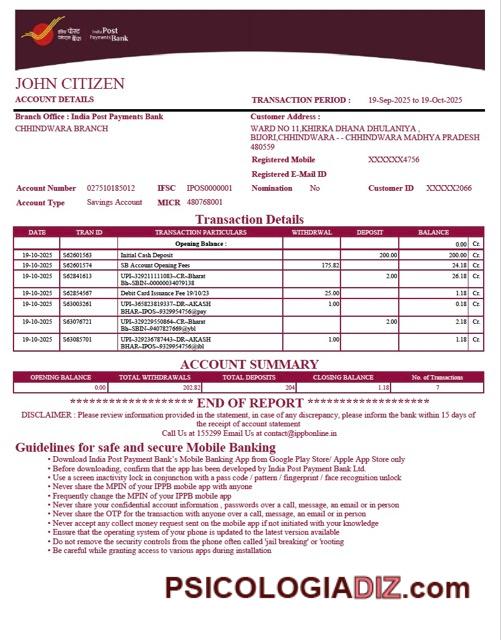 इंडिया पोस्ट
पेमेंट्स बैंक
India Post
Payments Bank
JOHN CITIZEN
ACCOUNT DETAILS
TRANSACTION PERIOD : 19-Sep-2025 to 19-Oct-2025
Branch Office : India Post Payments Bank
CHHINDWARA BRANCH
Customer Address :
WARD NO 11,KHIRKA DHANA DHULANIYA ,
BIJORI,CHHINDWARA - - CHHINDWARA MADHYA PRADESH
480559
Registered Mobile XXXXXX4756
Registered E-Mail ID
Account Number 027510185012 IFSC IPOS0000001 Nomination No Customer ID XXXXX2066
Account Type Savings Account MICR 480768001
Transaction Details
DATE TRAN ID TRANSACTION PARTICULARS WITHDRWAL DEPOSIT BALANCE
Opening Balance : 0.00 Cr.
19-10-2025 S62601563 Initial Cash Deposit 200.00 200.00 Cr.
19-10-2025 S62601574 SB Account Opening Fees 175.82 24.18 Cr.
19-10-2025 S62841613 UPI~329211111083~CR~Bharat 2.00 26.18 Cr.
Bh~SBIN~00000034079138
19-10-2025 S62854567 Debit Card Issuance Fee 19/10/23 25.00 1.18 Cr.
19-10-2025 S63003261 UPI~365823819337~DR~AKASH 1.00 0.18 Cr.
BHAR~IPOS~9329954756@pay
19-10-2025 S63076721 UPI~329229550864~CR~Bharat 2.00 2.18 Cr.
Bh~SBIN~9407827669@ybl
19-10-2025 S63085701 UPI~329236787443~DR~AKASH 1.00 1.18 Cr.
BHAR~IPOS~9329954756@ibl
ACCOUNT SUMMARY
OPENING BALANCE TOTAL WITHDRAWALS TOTAL DEPOSITS CLOSING BALANCE No. of Transactions
0.00 202.82 204 1.18 7
******************* END OF REPORT ******************
DISCLAIMER : Please review information provided in the statement, in case of any discrepancy, please inform the bank within 15 days of
the receipt of account statement
Call Us at 155299 Email Us at contact@ippbonline.in
Guidelines for safe and secure Mobile Banking
• Download India Post Payment Bank's Mobile Banking App from Google Play Store/ Apple App Store only
• Before downloading, confirm that the app has been developed by India Post Payment Bank Ltd.
• Use a screen inactivity lock in conjunction with a pass code / pattern / fingerprint / face recognition unlock
• Never share the MPIN of your IPPB mobile app with anyone
• Frequently change the MPIN of your IPPB mobile app
• Never share your confidential account information , passwords over a call, message, an email or in person
• Never share the OTP for the transaction with anyone over a call, message, an email or in person
• Never accept any collect money request sent on the mobile app if not initiated with your knowledge
• Ensure that the operating system of your phone is updated to the latest version available
• Do not remove the security controls from the phone often called 'jail breaking' or 'rooting
• Be careful while granting access to various apps during installation
PSICOLOGIADIZ.com